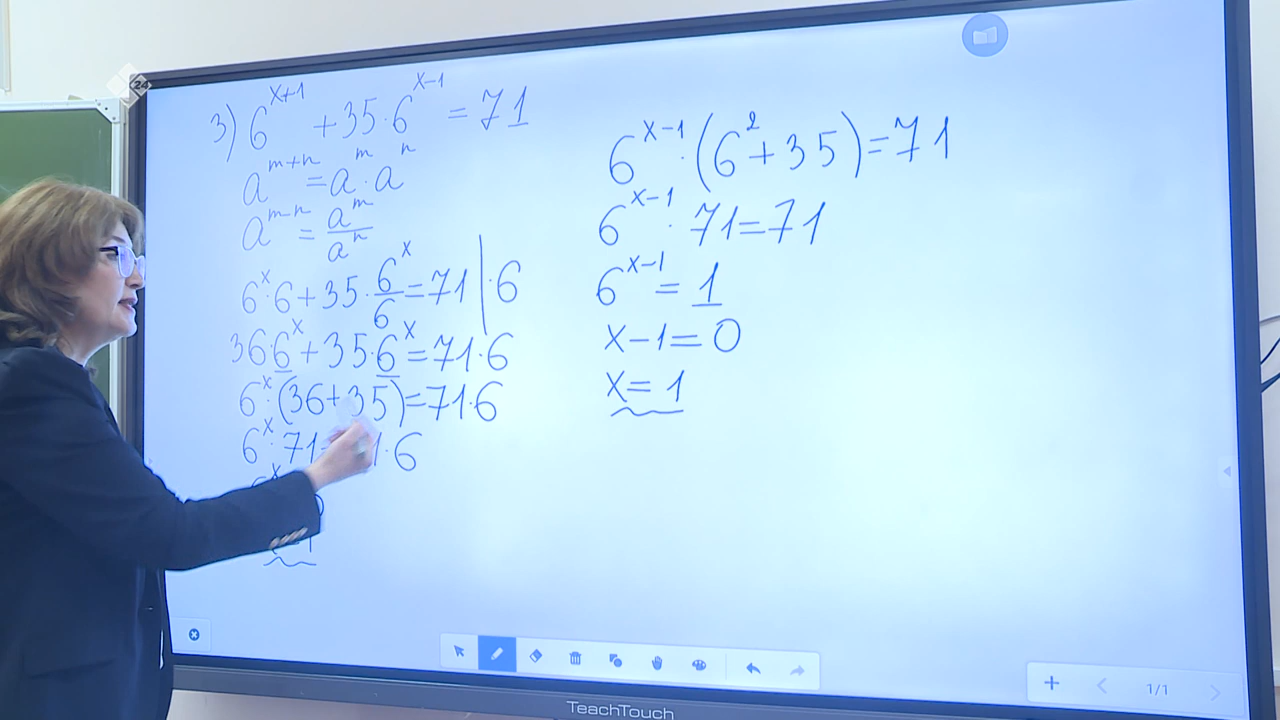 24
3) 6^(x+1) + 35·6^(x-1) = 71
a^(m+n) = a^m · a^n
a^(m-n) = a^m / a^n
6^x · 6 + 35 · 6^x / 6 = 71 | ·6
36·6^x + 35·6^x = 71·6
6^x · (36+35) = 71·6
6^x · 71 ·6
6^(x-1) · (6^2 + 35) = 71
6^(x-1) · 71 = 71
6^(x-1) = 1
x-1 = 0
x = 1
1/1
TeachTouch